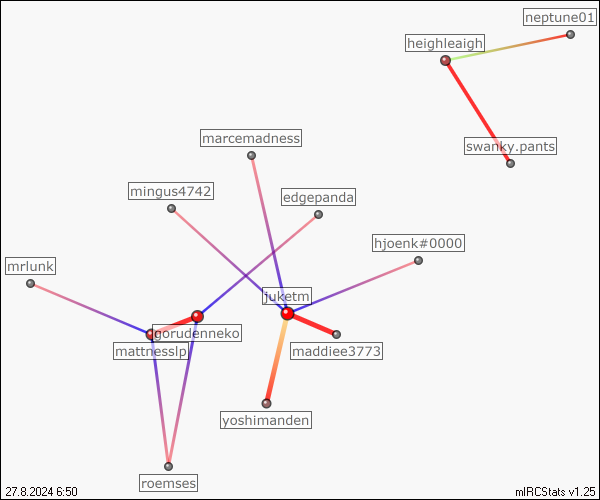 neptune01
heighleaigh
marcemadness
swanky.pants
mingus4742
edgepanda
hjoenk#0000
mrlunk
juketm
gorudenneko
mattnesslp
maddiee3773
yoshimanden
roemses
27.8.2024 6:50
mIRCStats v1.25